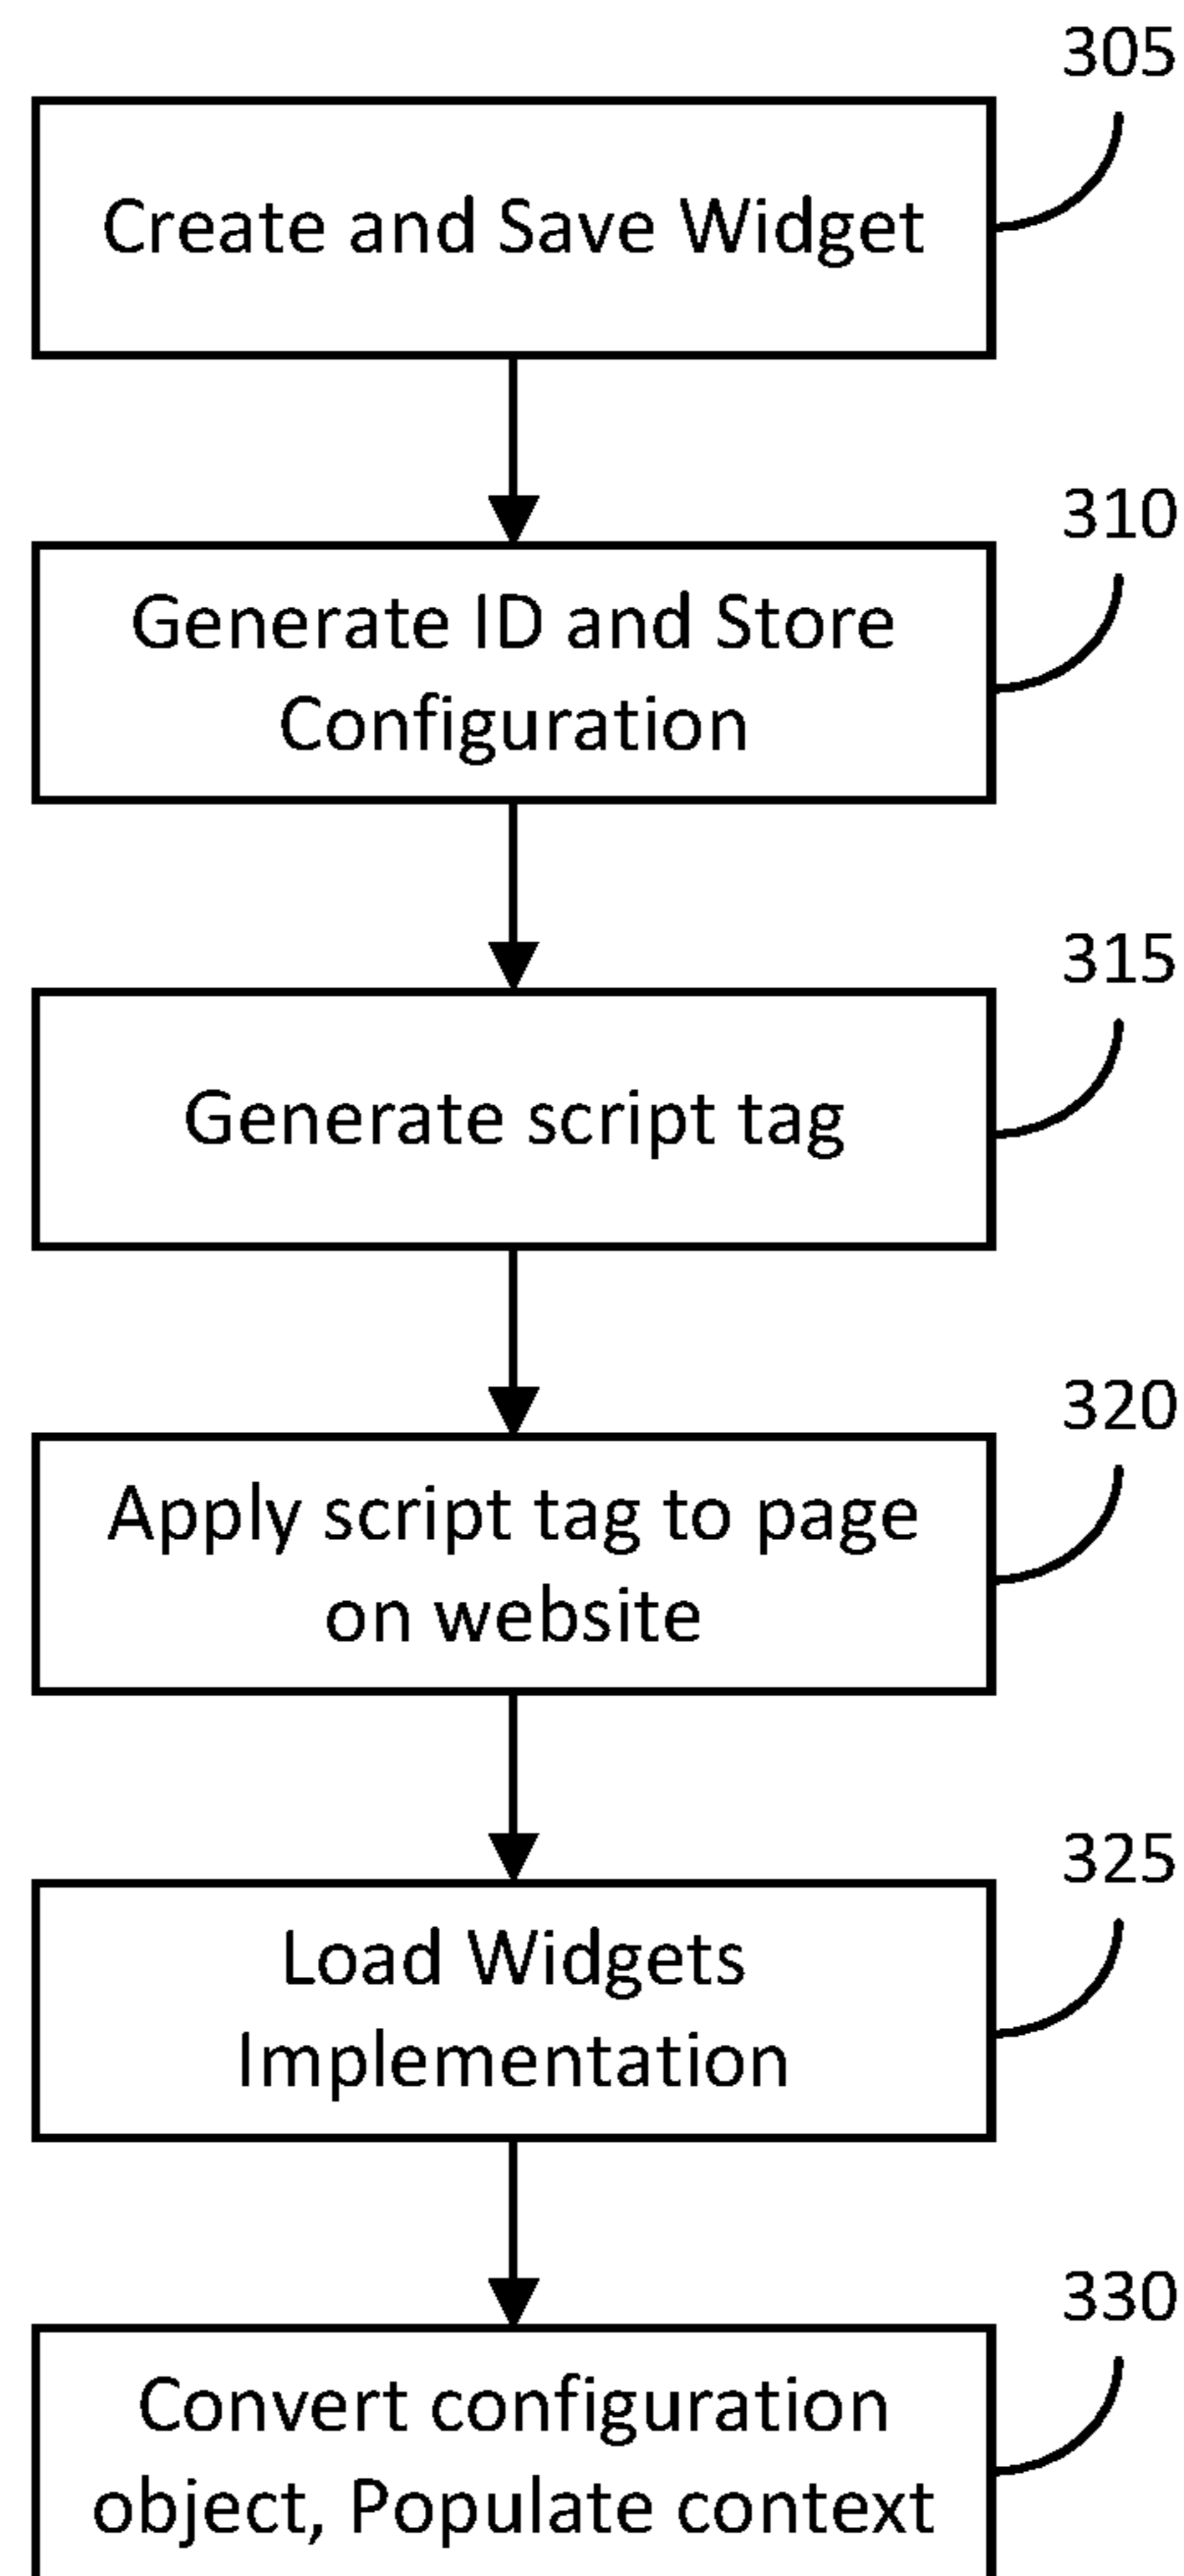 305
Create and Save Widget
310
Generate ID and Store
Configuration
315
Generate script tag
320
Apply script tag to page
on website
325
Load Widgets
Implementation
330
Convert configuration
object, Populate context